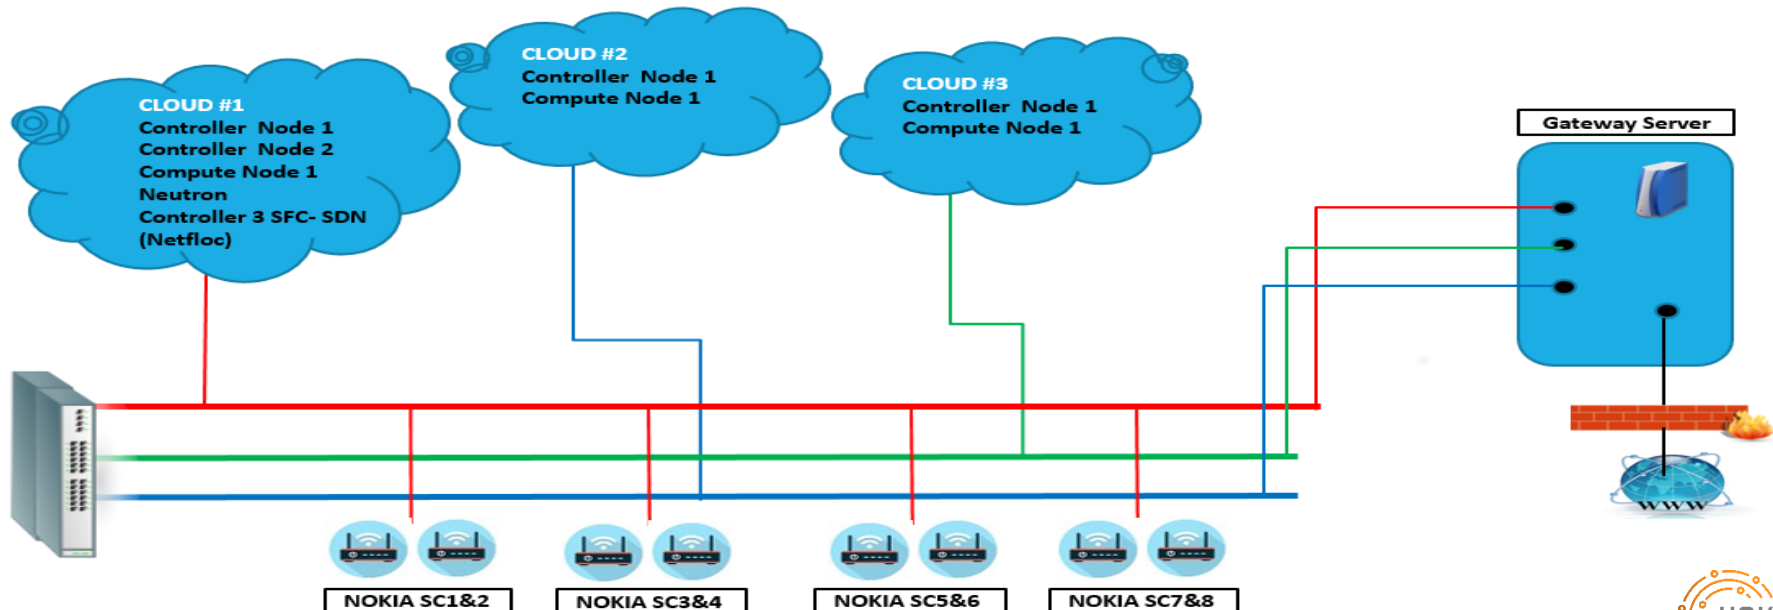 CLOUD #1
Controller  Node 1
Controller  Node 2
Compute Node 1
Neutron
Controller 3 SFC- SDN
(Netfloc)
CLOUD #2
Controller  Node 1
Compute Node 1
CLOUD #3
Controller  Node 1
Compute Node 1
Gateway Server
WWW
NOKIA SC1&2
NOKIA SC3&4
NOKIA SC5&6
NOKIA SC7&8